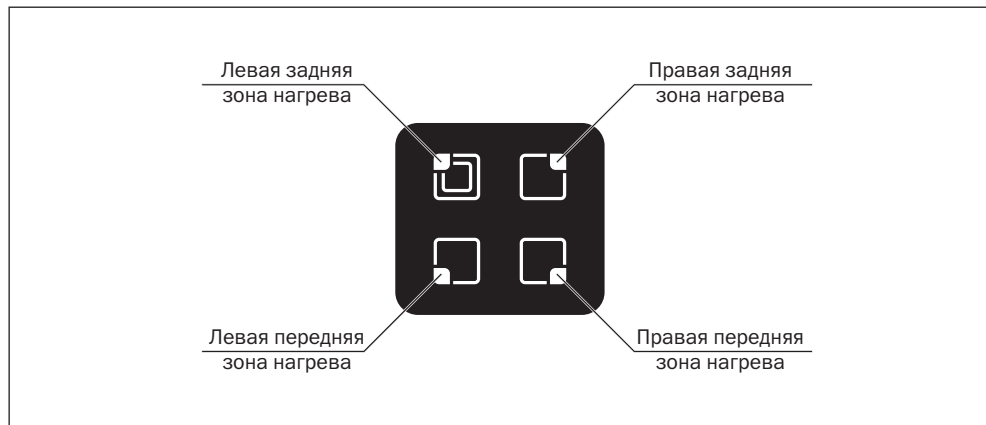 Левая задняя
зона нагрева
Правая задняя
зона нагрева
Левая передняя
зона нагрева
Правая передняя
зона нагрева